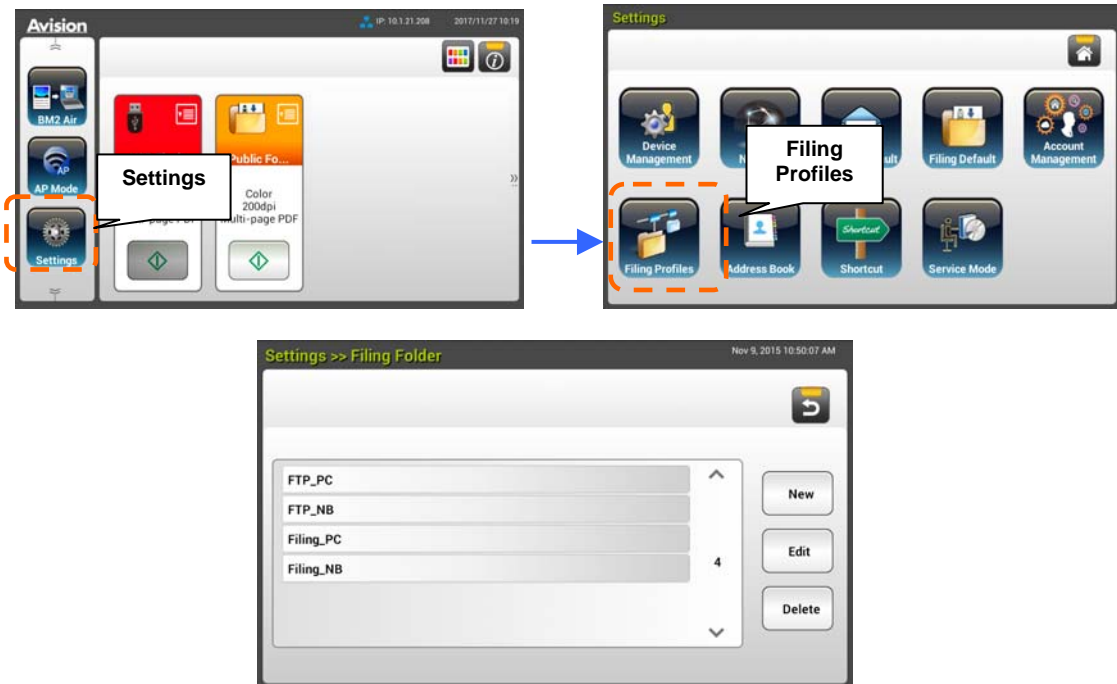 Avision
IP: 10.1.21.208 2017/11/27 10:19
BM2 Air
AP
AP Mode
Settings
Settings
Public Fo...
Color
200dpi
Multi-page PDF
Settings
Device
Management
Filing Default
Account
Management
Filing
Profiles
Filing Profiles
Address Book
Shortcut
Shortcut
Service Mode
Settings >> Filing Folder
Nov 9, 2015 10:50:07 AM
FTP_PC
FTP_NB
Filing_PC
Filing_NB
4
New
Edit
Delete